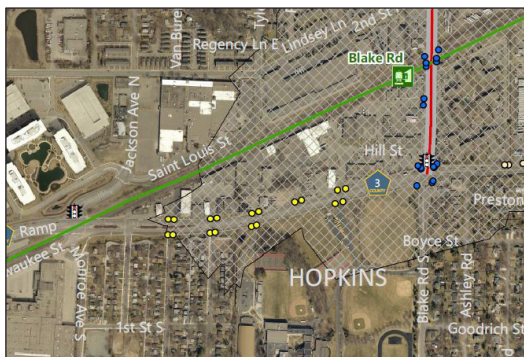 Van Bure
Tyle
Regency Ln E
Lindsey Ln
2nd St
Blake Rd
Jackson Ave N
Saint Louis St
Hill St
3
COUNTY
Preston
Ramp
waukee St
Boyce St
HOPKINS
Monroe Ave S
1st St S
Blake Rd S
Ashley Rd
Goodrich St